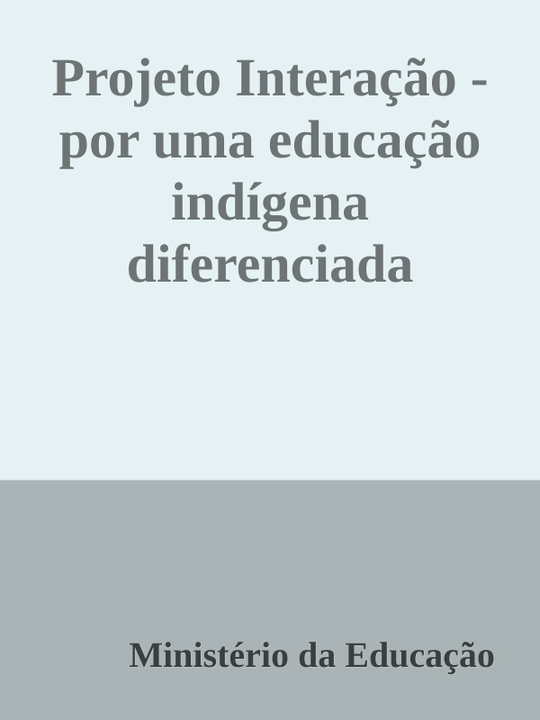 Projeto Interação -
por uma educação
indígena
diferenciada
Ministério da Educação